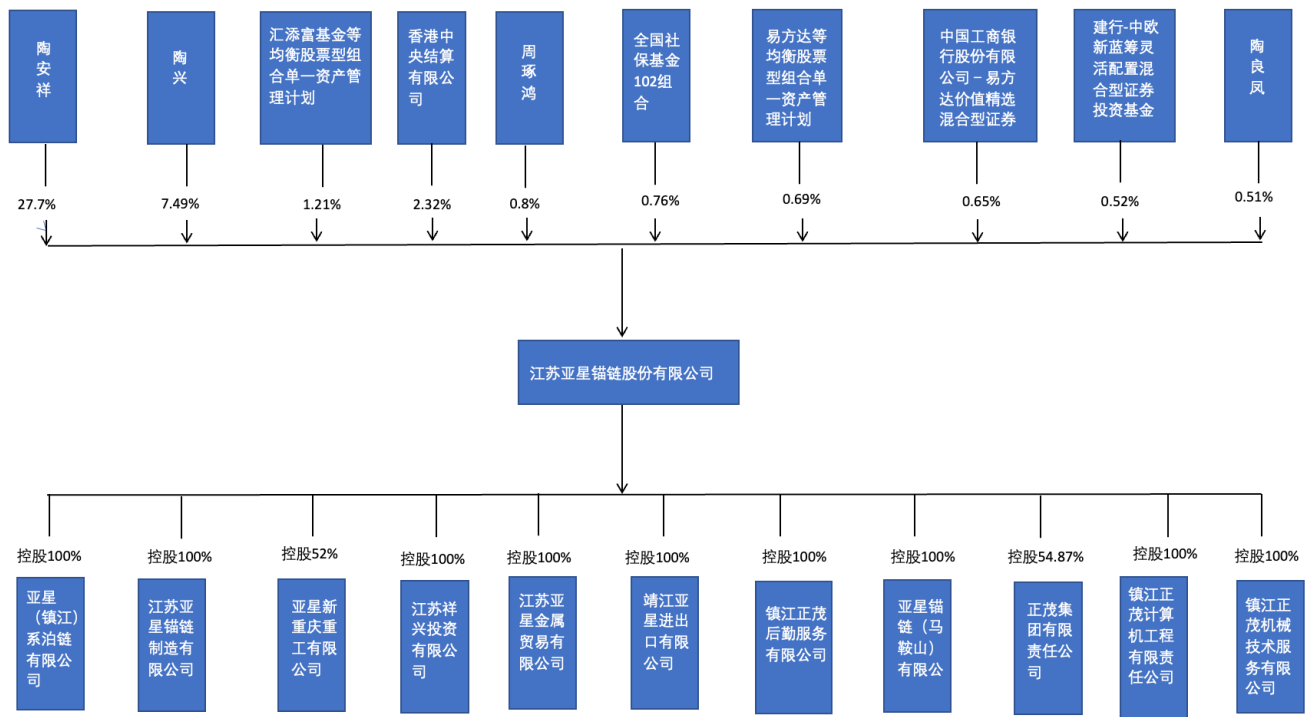 陶
安
祥
陶
兴
汇添富基金等
均衡股票型组
合单一资产管
理计划
香港中
央结算
有限公
司
周
琢
鸿
全国社
保基金
102组
合
易方达等
均衡股票
型组合单
一资产管
理计划
中国工商银
行股份有限
公司－易方
达价值精选
混合型证券
建行-中欧
新蓝筹灵
活配置混
合型证券
投资基金
陶
良
凤
27.7%
7.49%
1.21%
2.32%
0.8%
0.76%
0.69%
0.65%
0.52%
0.51%
江苏亚星锚链股份有限公司
控股100%
控股100%
控股52%
控股100%
控股100%
控股100%
控股100%
控股100%
控股54.87%
控股100%
控股100%
亚星
（镇江）
系泊链
有限公
司
江苏亚
星锚链
制造有
限公司
亚星新
重庆重
工有限
公司
江苏祥
兴投资
有限公
司
江苏亚
星金属
贸易有
限公司
靖江亚
星进出
口有限
公司
镇江正茂
后勤服务
有限公司
亚星锚
链（马
鞍山）
有限公
正茂集
团有限
责任公
司
镇江正
茂计算
机工程
有限责
任公司
镇江正
茂机械
技术服
务有限
公司